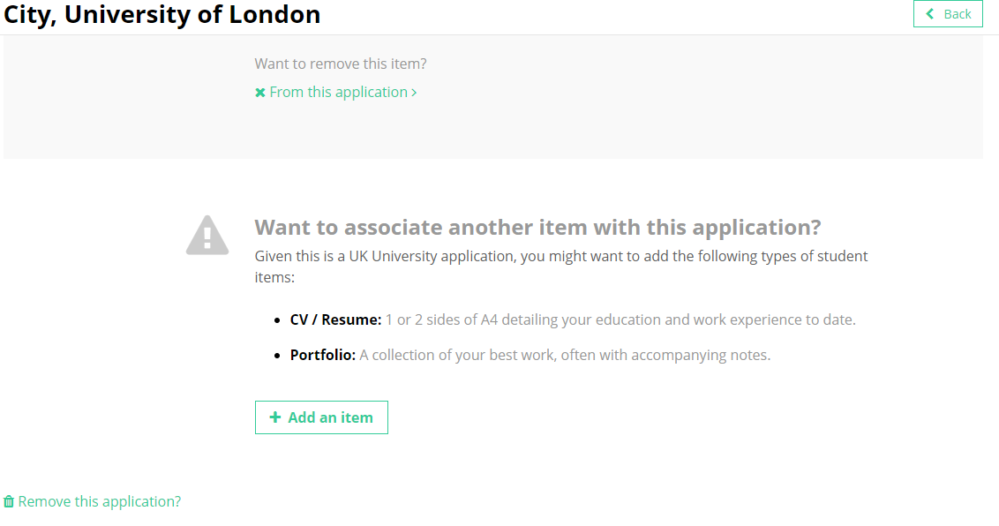 City, University of London
Back
Want to remove this item?
From this application
Want to associate another item with this application?
Given this is a UK University application, you might want to add the following types of student
items:
CV / Resume: 1 or 2 sides of A4 detailing your education and work experience to date.
Portfolio: A collection of your best work, often with accompanying notes.
Add an item
Remove this application?